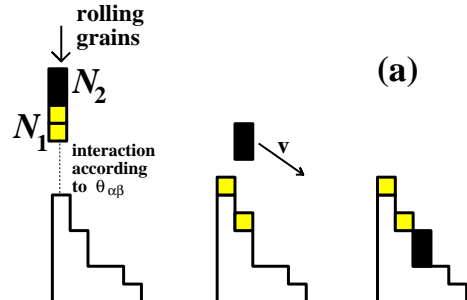 rolling
grains
(a)
N₂
N₁
interaction
according
to θαβ
v